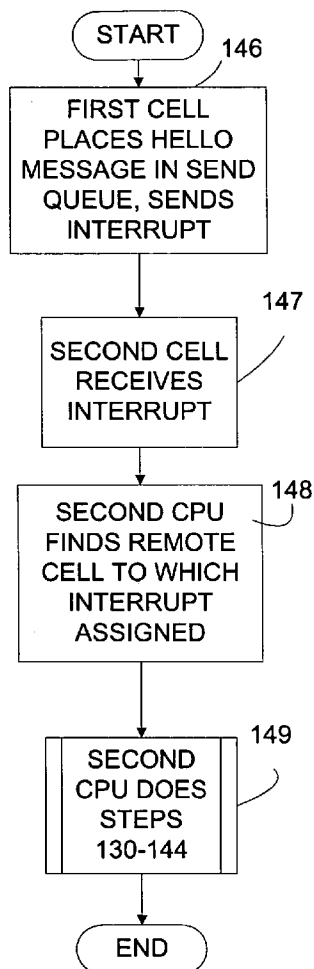 START
146
FIRST CELL
PLACES HELLO
MESSAGE IN SEND
QUEUE, SENDS
INTERRUPT
147
SECOND CELL
RECEIVES
INTERRUPT
148
SECOND CPU
FINDS REMOTE
CELL TO WHICH
INTERRUPT
ASSIGNED
149
SECOND
CPU DOES
STEPS
130-144
END